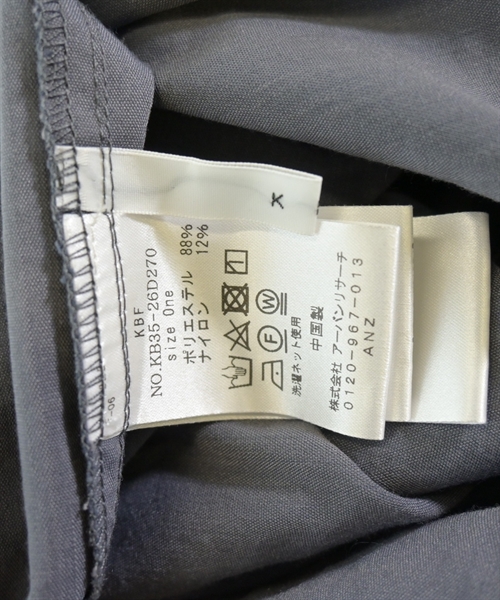 K
KBF
NO.KB35-26D270
size One
ポリエステル 88%
ナイロン 12%
洗濯ネット使用
中国製
株式会社 アーバンリサーチ
0120-967-013
ANZ
-06